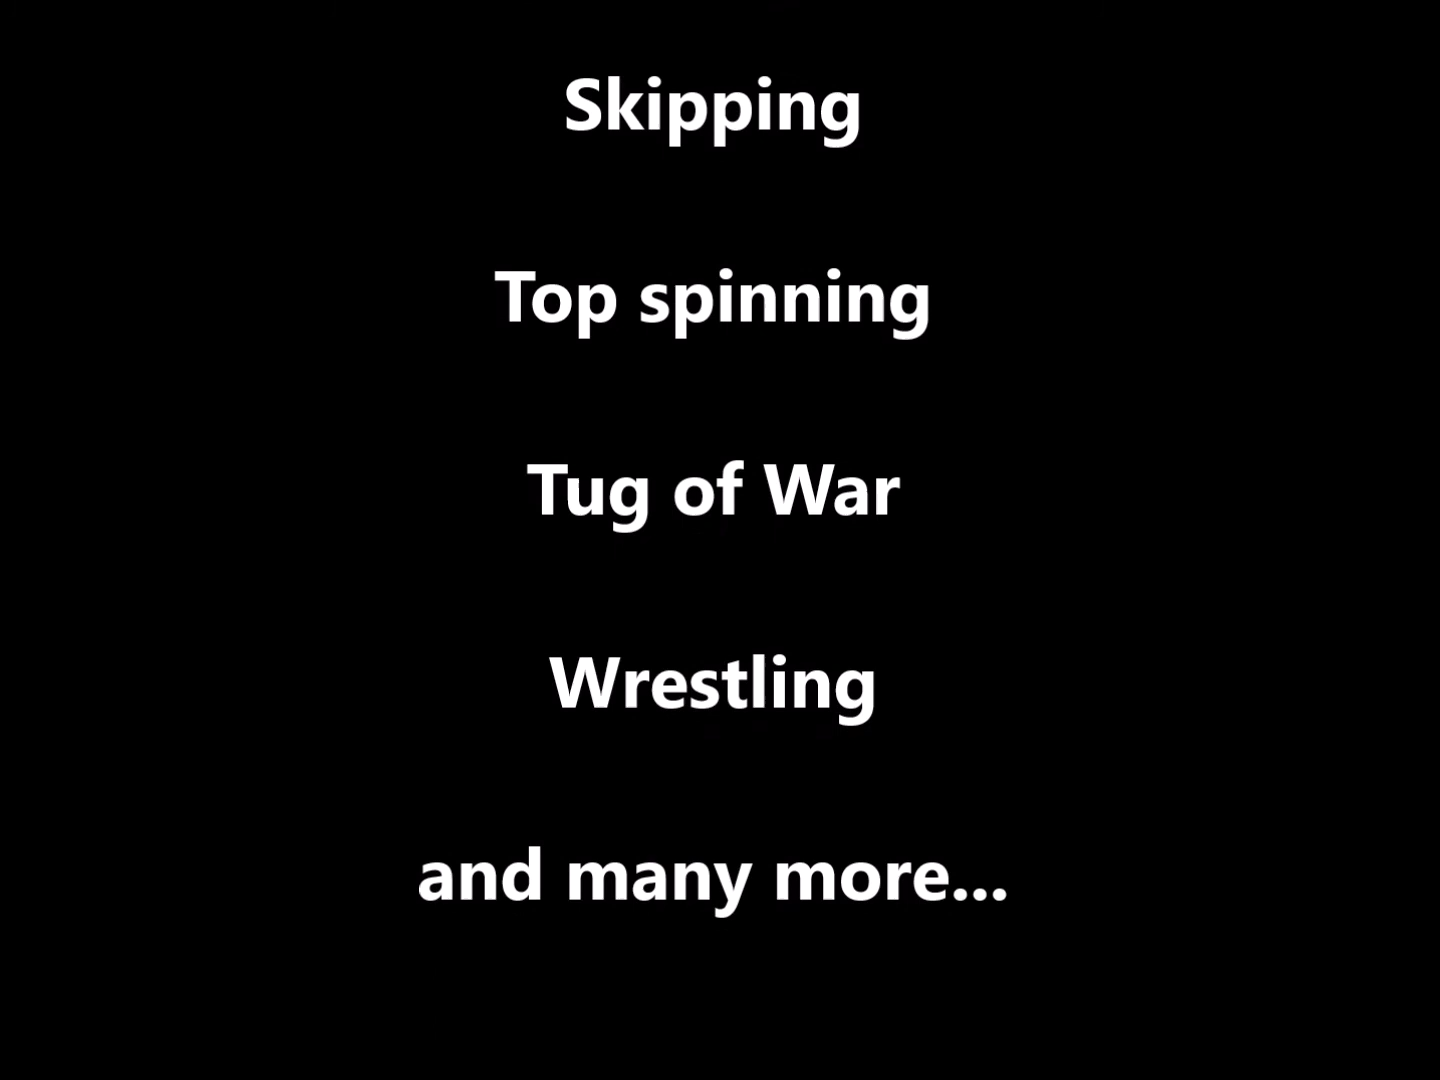 Skipping
Top spinning
Tug of War
Wrestling
and many more...